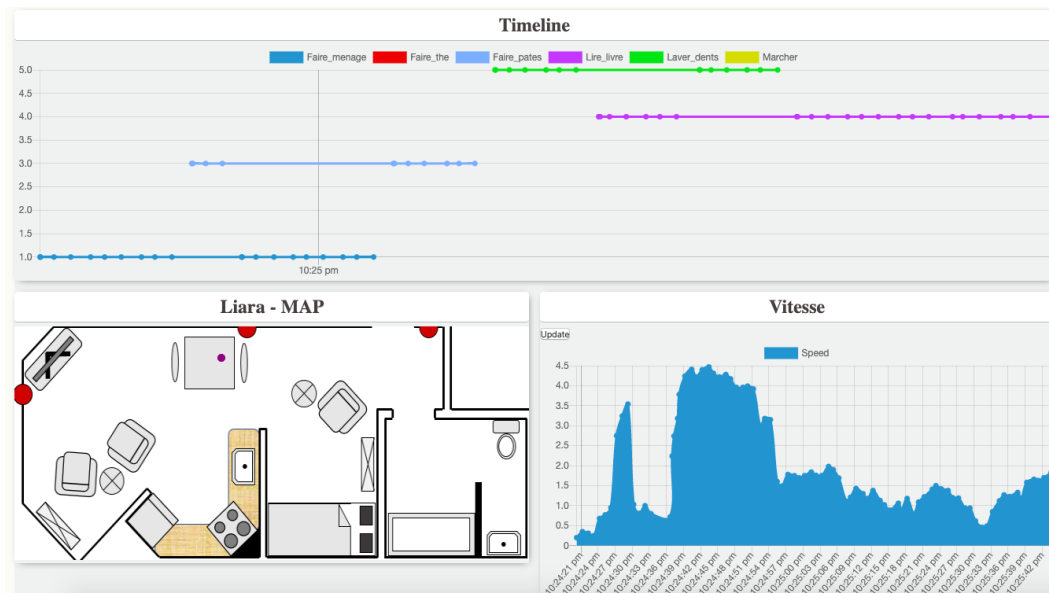 Timeline
Faire_menage Faire_the Faire_pates Lire_livre Laver_dents Marcher
5.0
4.5
4.0
3.5
3.0
2.5
2.0
1.5
1.0
10:25 pm
Liara - MAP
Vitesse
Update
Speed
4.5
4.0
3.5
3.0
2.5
2.0
1.5
1.0
0.5
0
10:24:21 pm
10:24:24 pm
10:24:27 pm
10:24:30 pm
10:24:33 pm
10:24:36 pm
10:24:39 pm
10:24:42 pm
10:24:45 pm
10:24:48 pm
10:24:51 pm
10:24:54 pm
10:24:57 pm
10:25:00 pm
10:25:03 pm
10:25:06 pm
10:25:09 pm
10:25:12 pm
10:25:15 pm
10:25:18 pm
10:25:21 pm
10:25:24 pm
10:25:27 pm
10:25:30 pm
10:25:33 pm
10:25:36 pm
10:25:39 pm
10:25:42 pm